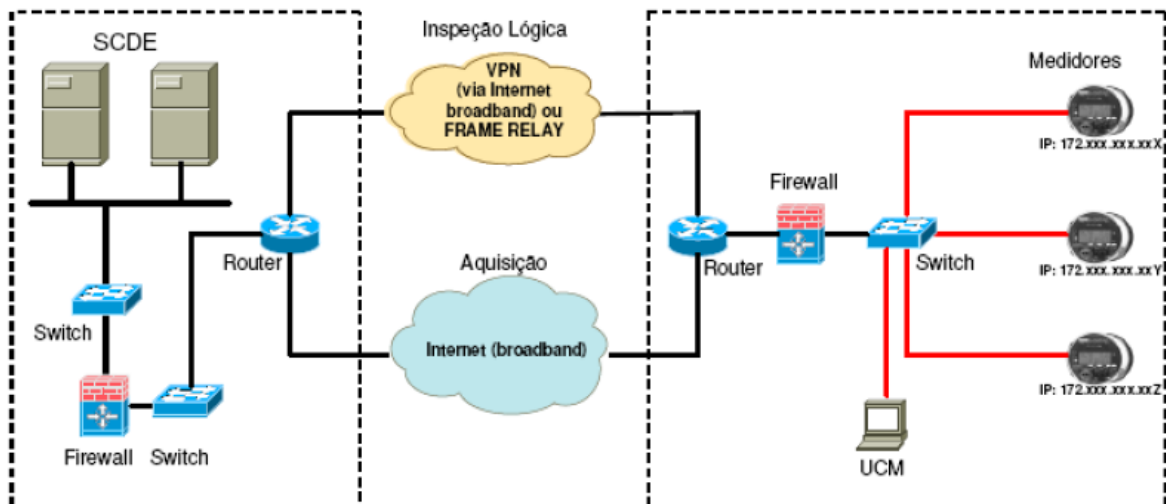 SCDE
Switch
Firewall
Switch
Router
Inspeção Lógica
VPN
(via Internet
broadband) ou
FRAME RELAY
Aquisição
Internet (broadband)
Router
Firewall
Switch
UCM
Medidores
IP: 172.xxx.xxx.xxX
IP: 172.xxx.xxx.xxY
IP: 172.xxx.xxx.xxZ